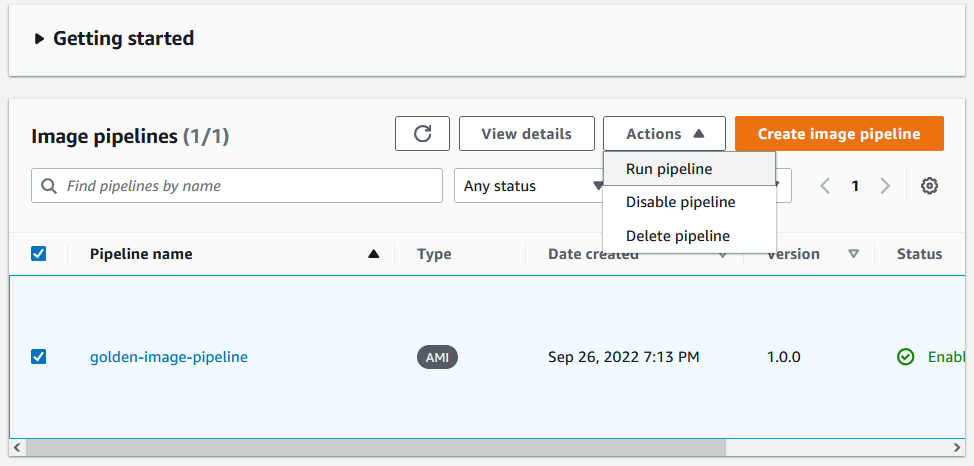 Getting started
Image pipelines (1/1)
View details
Actions
Create image pipeline
Find pipelines by name
Any status
Run pipeline
1
Disable pipeline
Delete pipeline
Pipeline name
Type
Date created
Version
Status
golden-image-pipeline
AMI
Sep 26, 2022 7:13 PM
1.0.0
Enabl